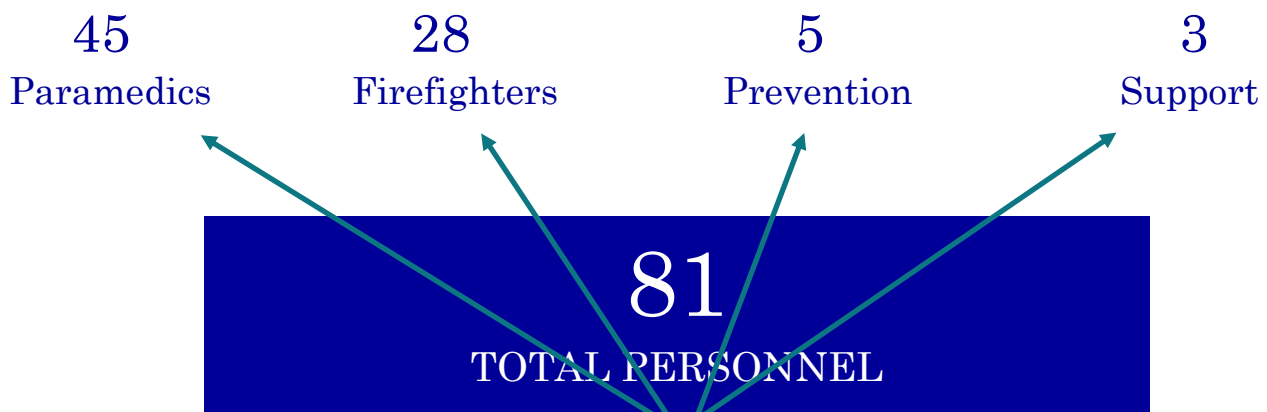 45 28 5 3
Paramedics Firefighters Prevention Support
81
TOTAL PERSONNEL